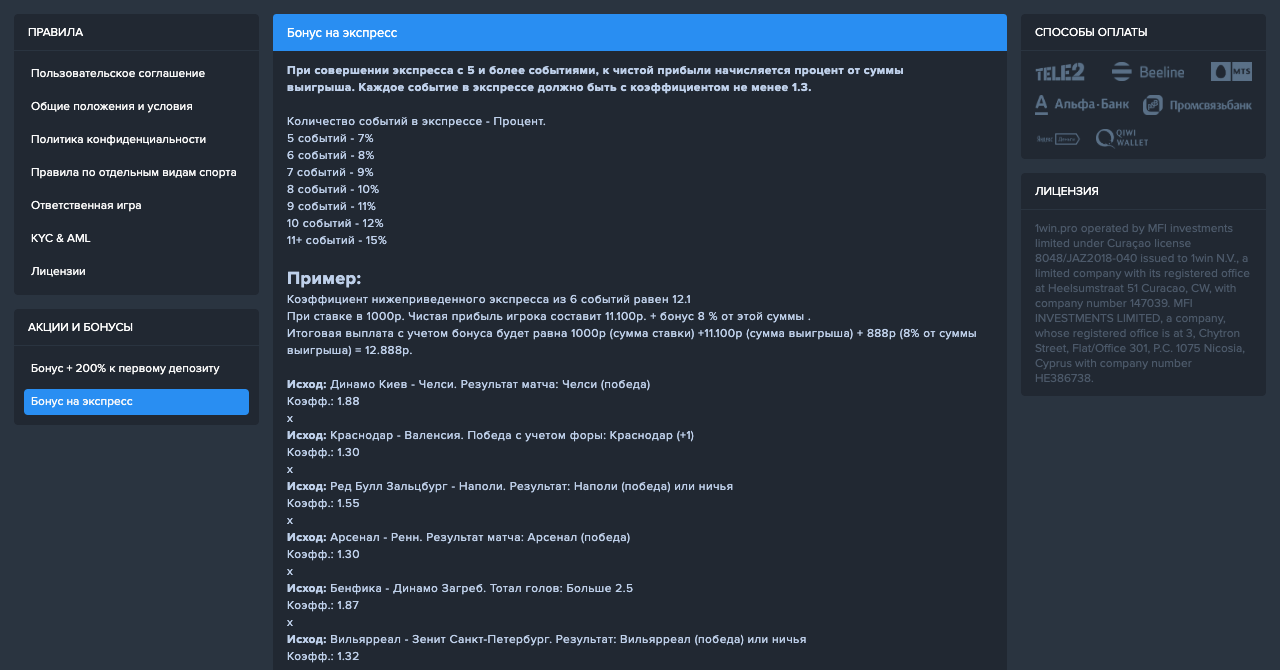 ПРАВИЛА
Пользовательское соглашение
Общие положения и условия
Политика конфиденциальности
Правила по отдельным видам спорта
Ответственная игра
KYC & AML
Лицензии
АКЦИИ И БОНУСЫ
Бонус + 200% к первому депозиту
Бонус на экспресс
Бонус на экспресс
При совершении экспресса с 5 и более событиями, к чистой прибыли начисляется процент от суммы
выигрыша. Каждое событие в экспрессе должно быть с коэффициентом не менее 1.3.
Количество событий в экспрессе - Процент.
5 событий - 7%
6 событий - 8%
7 событий - 9%
8 событий - 10%
9 событий - 11%
10 событий - 12%
11+ событий - 15%
Пример:
Коэффициент нижеприведенного экспресса из 6 событий равен 12.1
При ставке в 1000р. Чистая прибыль игрока составит 11.100р. + бонус 8 % от этой суммы .
Итоговая выплата с учетом бонуса будет равна 1000р (сумма ставки) +11.100р (сумма выигрыша) + 888р (8% от суммы
выигрыша) = 12.888р.
Исход: Динамо Киев - Челси. Результат матча: Челси (победа)
Коэфф.: 1.88
x
Исход: Краснодар - Валенсия. Победа с учетом форы: Краснодар (+1)
Коэфф.: 1.30
x
Исход: Ред Булл Зальцбург - Наполи. Результат: Наполи (победа) или ничья
Коэфф.: 1.55
x
Исход: Арсенал - Ренн. Результат матча: Арсенал (победа)
Коэфф.: 1.30
x
Исход: Бенфика - Динамо Загреб. Тотал голов: Больше 2.5
Коэфф.: 1.87
x
Исход: Вильярреал - Зенит Санкт-Петербург. Результат: Вильярреал (победа) или ничья
Коэфф.: 1.32
СПОСОБЫ ОПЛАТЫ
TELE2 Beeline МТС
Альфа·Банк Промсвязьбанк
Яндекс Деньги QIWI
WALLET
ЛИЦЕНЗИЯ
1win.pro operated by MFI investments
limited under Curaçao license
8048/JAZ2018-040 issued to 1win N.V., a
limited company with its registered office
at Heelsumstraat 51 Curacao, CW, with
company number 147039. MFI
INVESTMENTS LIMITED, a company,
whose registered office is at 3, Chytron
Street, Flat/Office 301, P.C. 1075 Nicosia,
Cyprus with company number
HE386738.